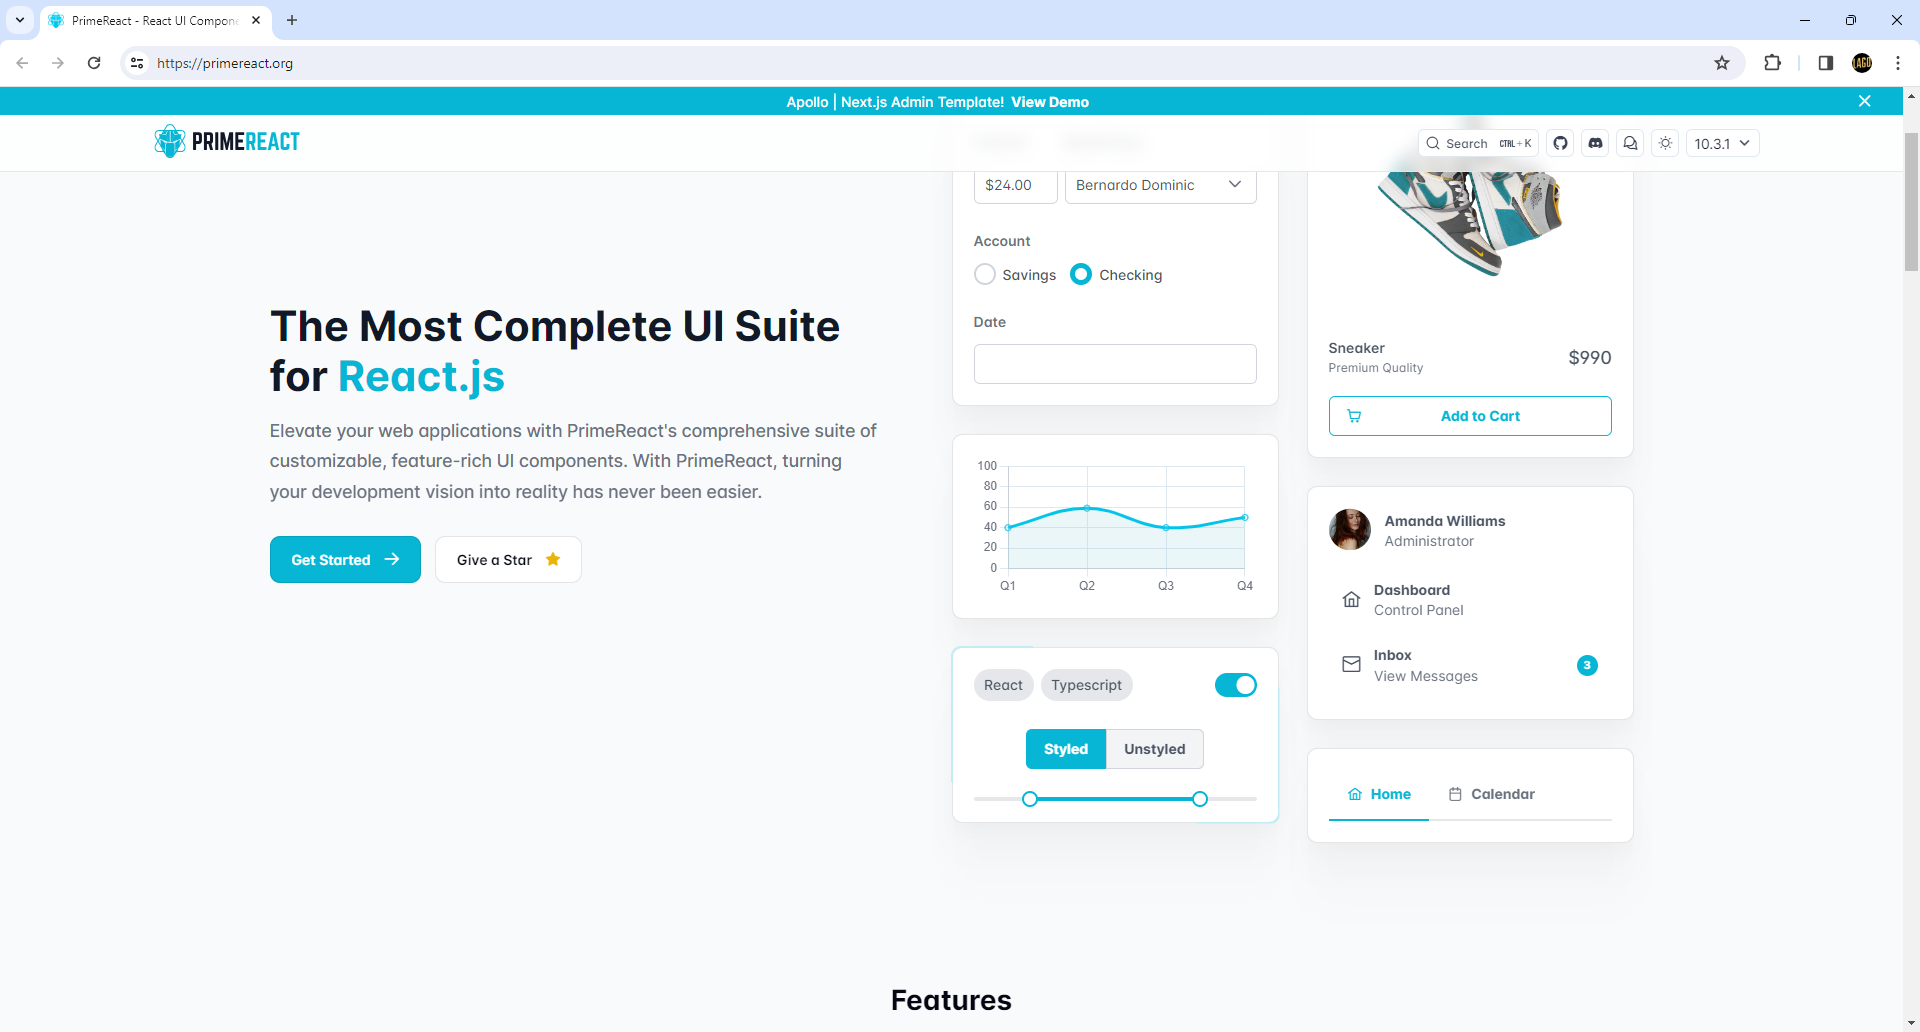 PrimeReact - React UI Compone
https://primereact.org
Apollo | Next.js Admin Template! View Demo
PRIMEREACT
Search CTRL+K
10.3.1
The Most Complete UI Suite
for React.js
Elevate your web applications with PrimeReact's comprehensive suite of
customizable, feature-rich UI components. With PrimeReact, turning
your development vision into reality has never been easier.
Get Started
Give a Star
$24.00
Bernardo Dominic
Account
Savings
Checking
Date
100
80
60
40
20
0
Q1 Q2 Q3 Q4
React
Typescript
Styled
Unstyled
Sneaker
Premium Quality
$990
Add to Cart
Amanda Williams
Administrator
Dashboard
Control Panel
Inbox
View Messages
3
Home
Calendar
Features